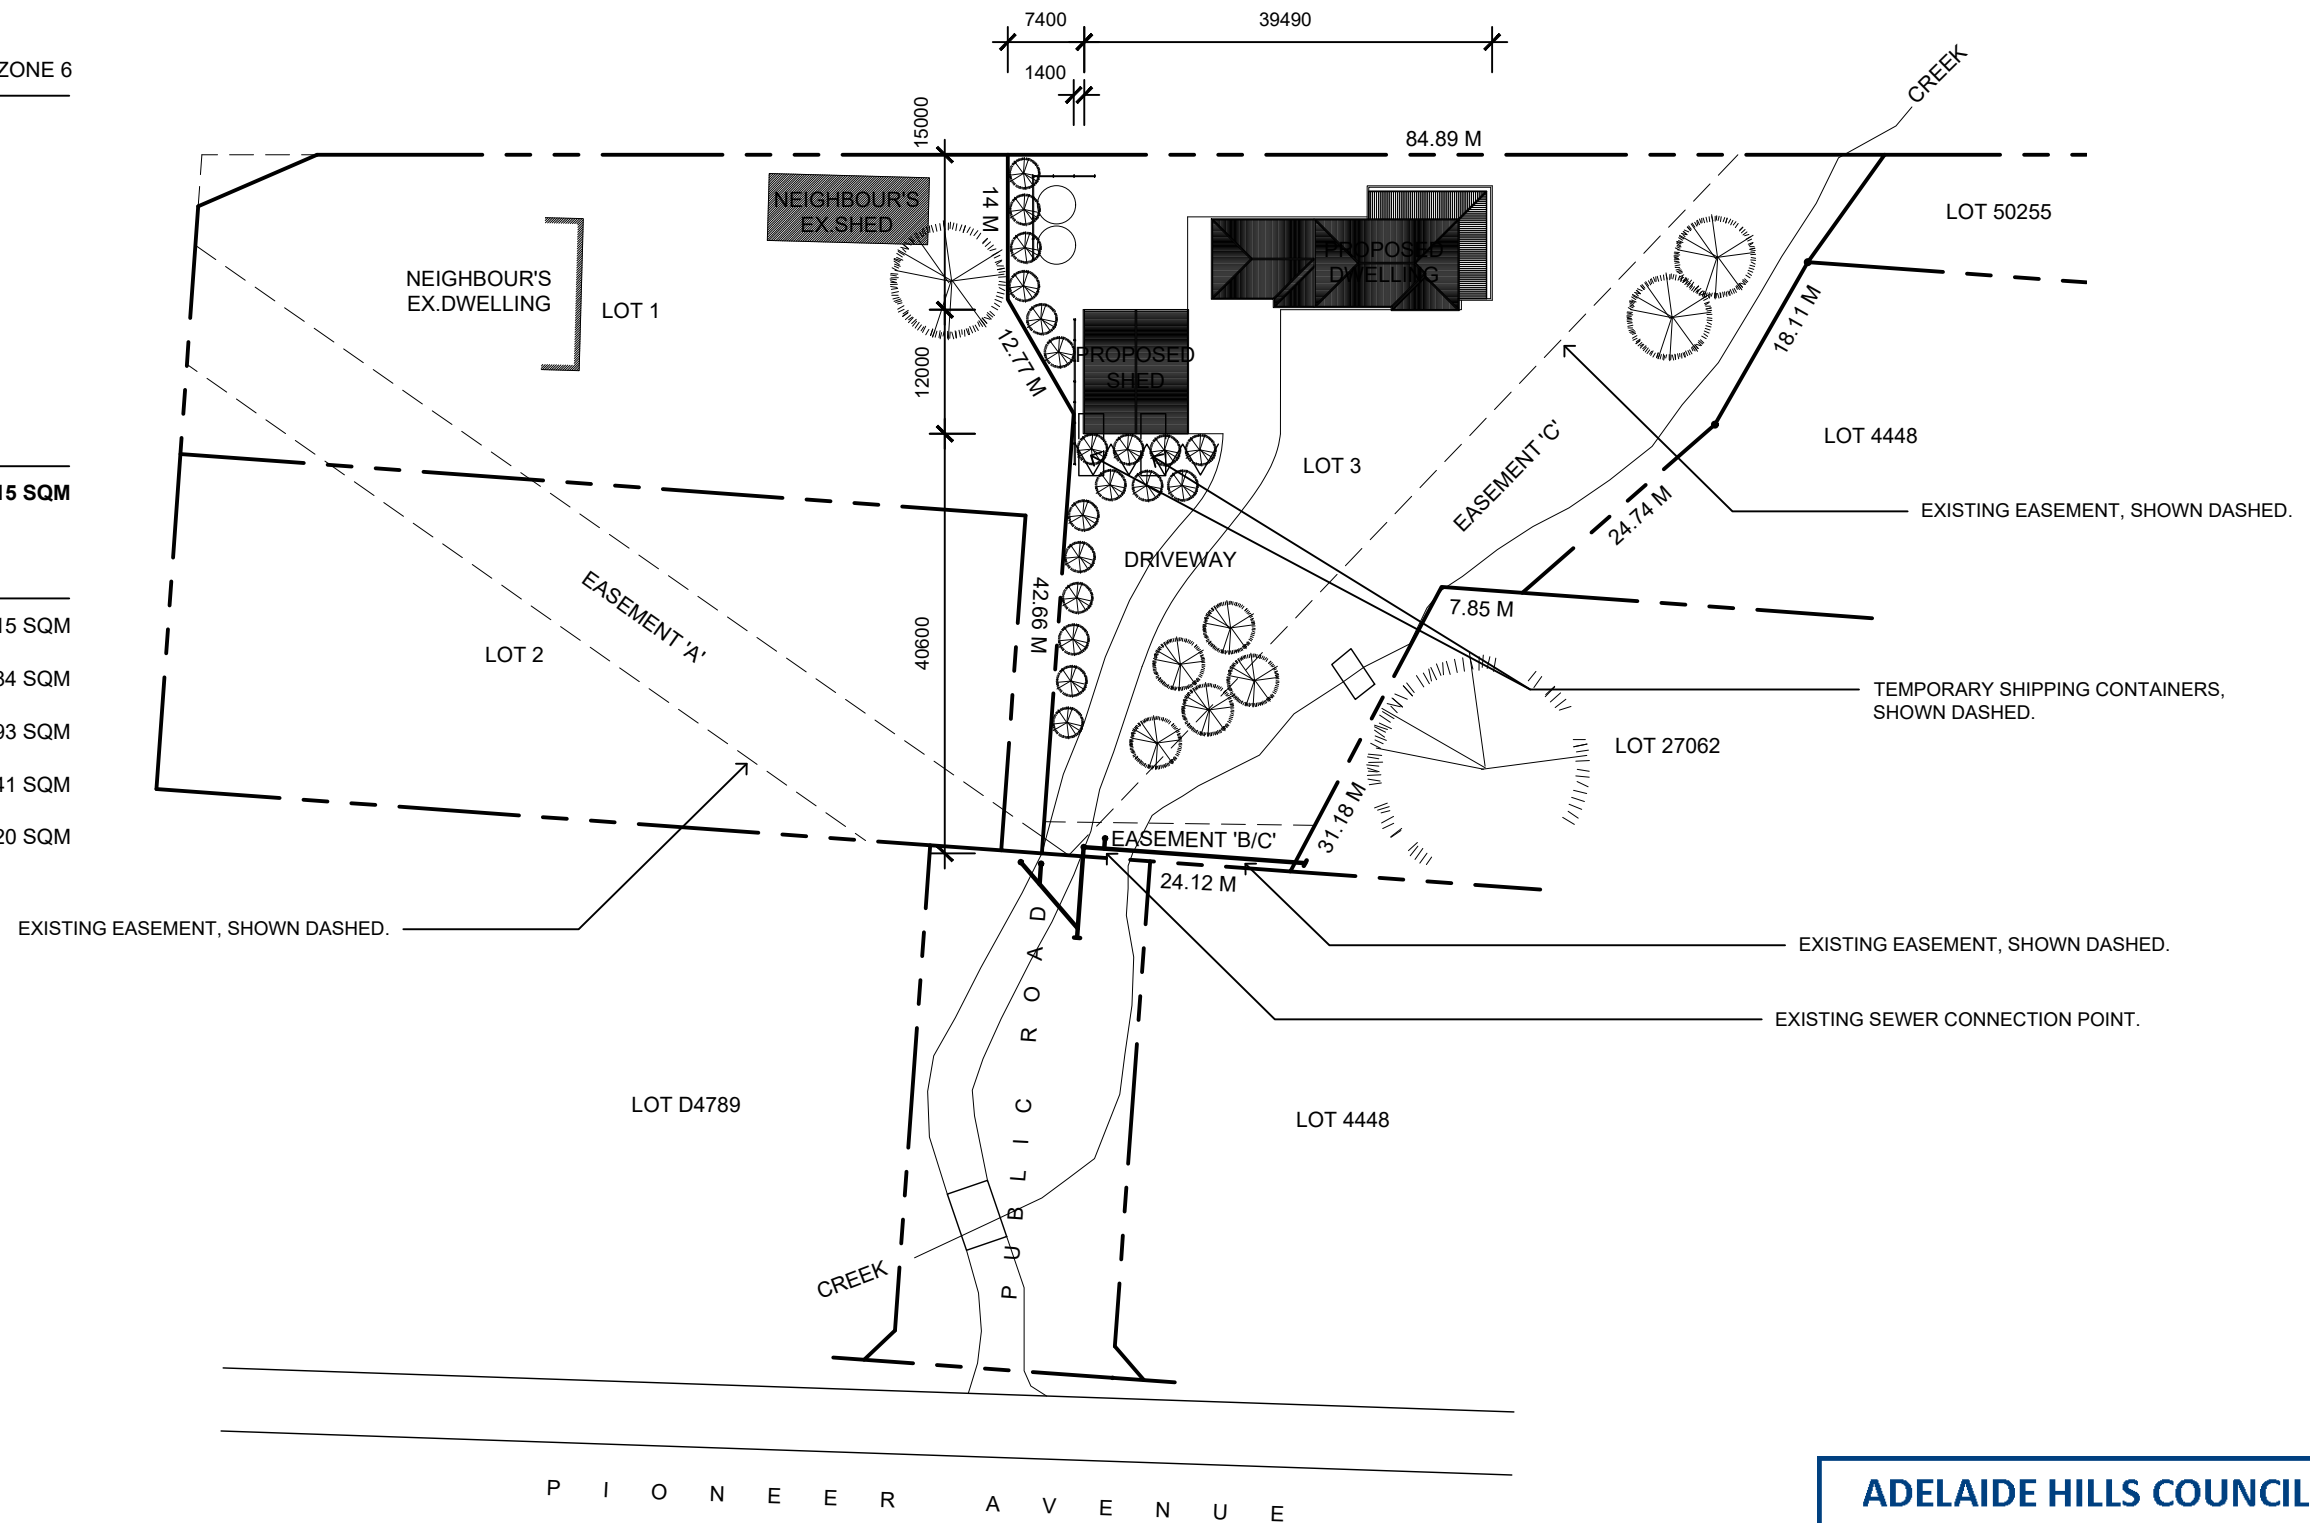 7400
39490
1400
ZONE 6
CREEK
15000
84.89 M
NEIGHBOUR'S
EX.SHED
14 M
LOT 50255
PROPOSED
DWELLING
NEIGHBOUR'S
EX.DWELLING
LOT 1
12.77 M
12000
PROPOSED
SHED
18.11 M
LOT 4448
LOT 3
EASEMENT 'C'
15 SQM
24.74 M
EXISTING EASEMENT, SHOWN DASHED.
DRIVEWAY
EASEMENT 'A'
42.66 M
7.85 M
15 SQM
40600
LOT 2
34 SQM
TEMPORARY SHIPPING CONTAINERS,
SHOWN DASHED.
93 SQM
LOT 27062
41 SQM
31.18 M
20 SQM
EASEMENT 'B/C'
24.12 M
EXISTING EASEMENT, SHOWN DASHED.
EXISTING EASEMENT, SHOWN DASHED.
EXISTING SEWER CONNECTION POINT.
PUBLIC ROAD
LOT D4789
LOT 4448
CREEK
PIONEER AVENUE
ADELAIDE HILLS COUNCIL